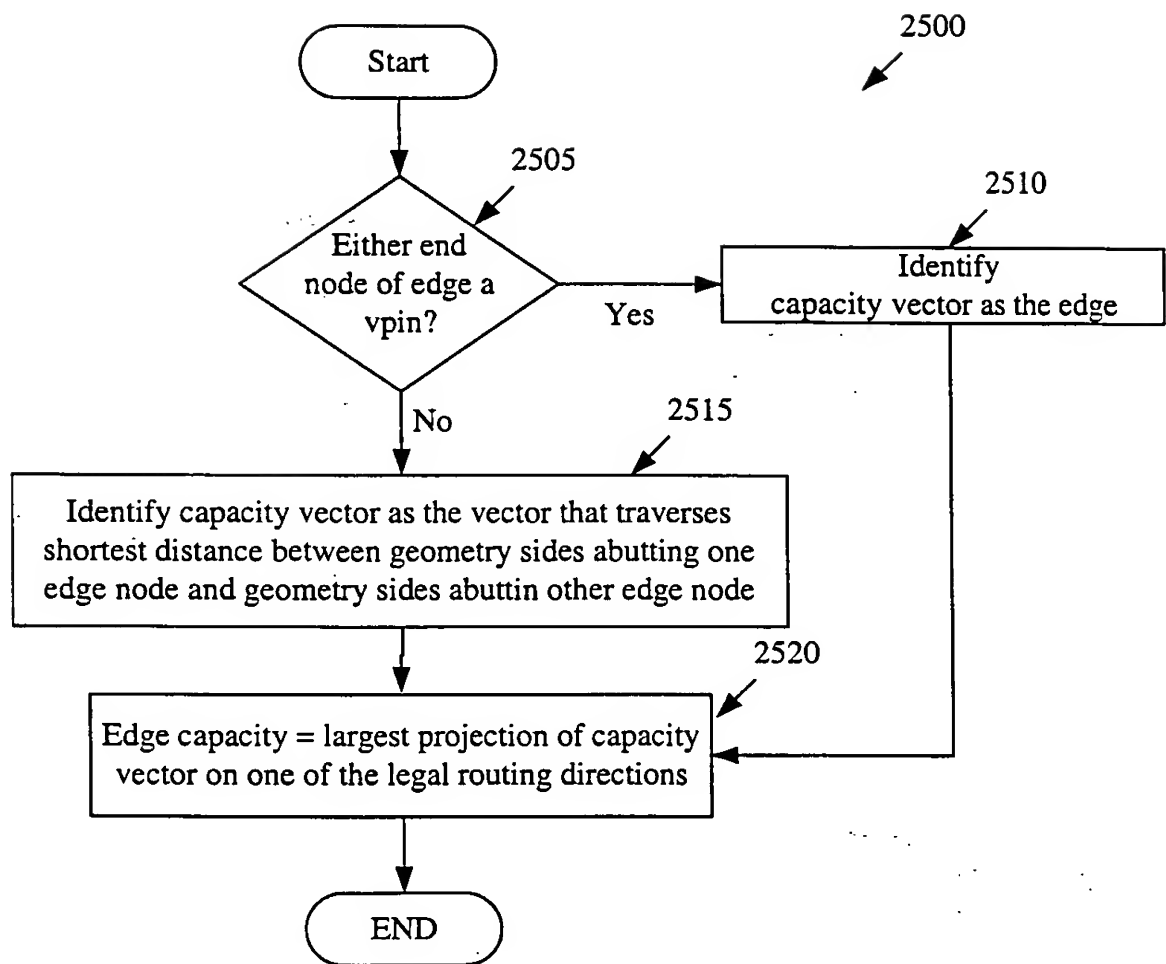 2500
Start
2505
Either end
node of edge a
vpin?
Yes
2510
Identify
capacity vector as the edge
No
2515
Identify capacity vector as the vector that traverses
shortest distance between geometry sides abutting one
edge node and geometry sides abuttin other edge node
2520
Edge capacity = largest projection of capacity
vector on one of the legal routing directions
END